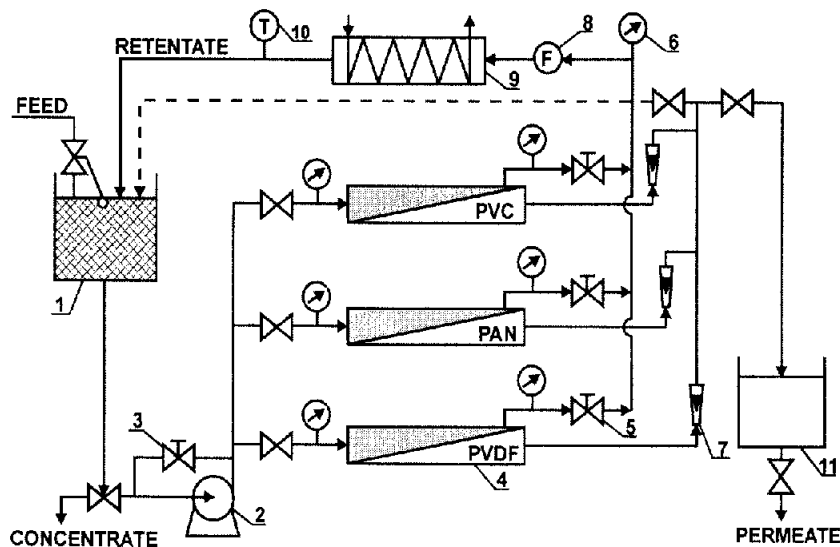 T
10
RETENTATE
8
F
9
6
FEED
PVC
1
PAN
3
5
PVDF
4
7
11
2
CONCENTRATE
PERMEATE